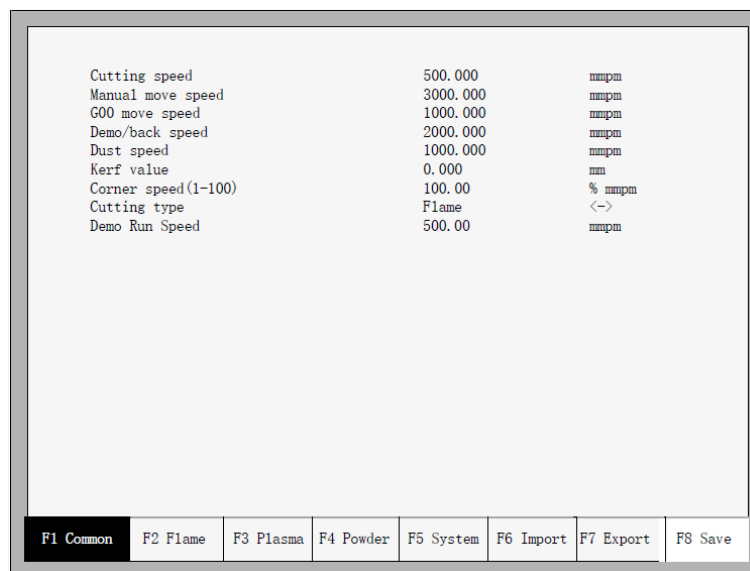 Cutting speed 500.000 mmpm
Manual move speed 3000.000 mmpm
G00 move speed 1000.000 mmpm
Demo/back speed 2000.000 mmpm
Dust speed 1000.000 mmpm
Kerf value 0.000 mm
Corner speed(1-100) 100.00 % mmpm
Cutting type Flame <->
Demo Run Speed 500.00 mmpm
F1 Common F2 Flame F3 Plasma F4 Powder F5 System F6 Import F7 Export F8 Save